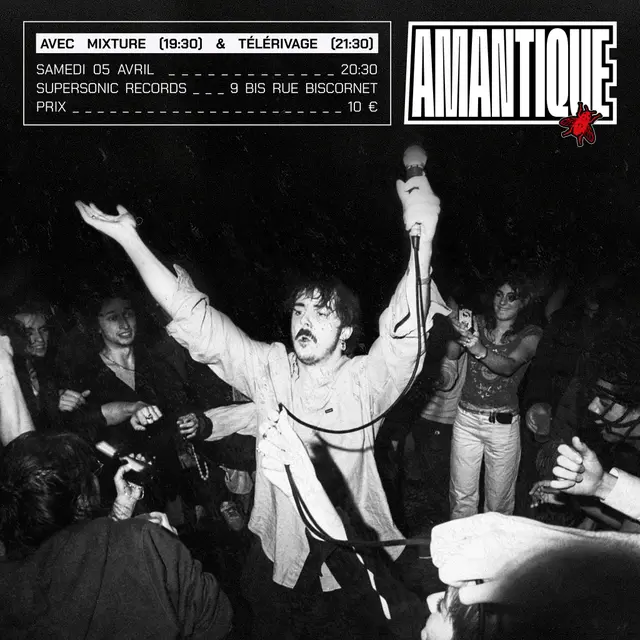 AVEC MIXTURE (19:30) & TÉLÉRIVAGE (21:30)
SAMEDI 05 AVRIL _ _ _ _ _ _ _ _ _ _ _ _ _ 20:30
SUPERSONIC RECORDS _ _ _ 9 BIS RUE BISCORNET
PRIX _ _ _ _ _ _ _ _ _ _ _ _ _ _ _ _ _ _ _ _ _ _ 10 €
AMANTIQUE